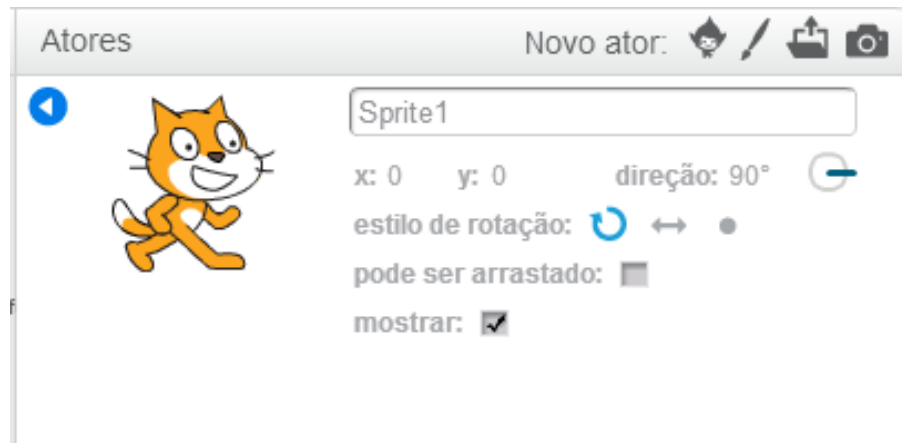 Atores Novo ator:
Sprite1
x: 0 y: 0 direção: 90°
estilo de rotação:
pode ser arrastado:
mostrar: